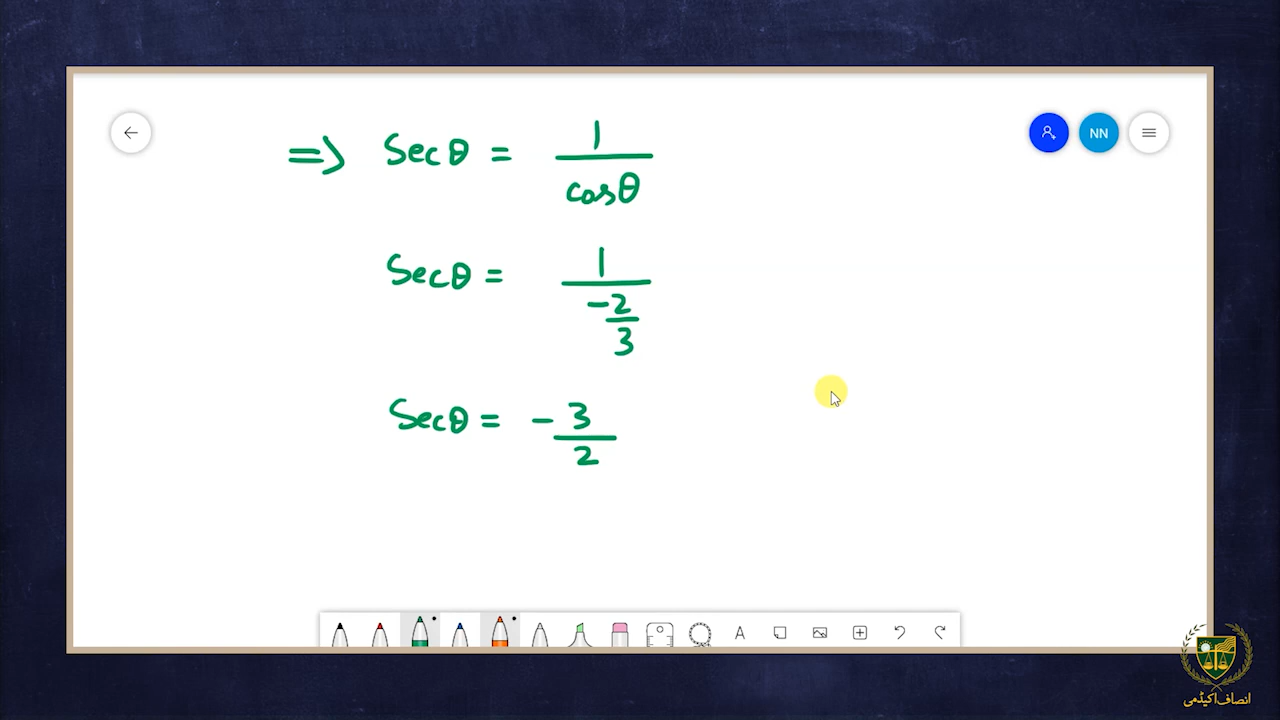 => Secθ = 1/cosθ
NN
Secθ = 1/(-2/3)
Secθ = -3/2
A
انصاف اکیڈمی